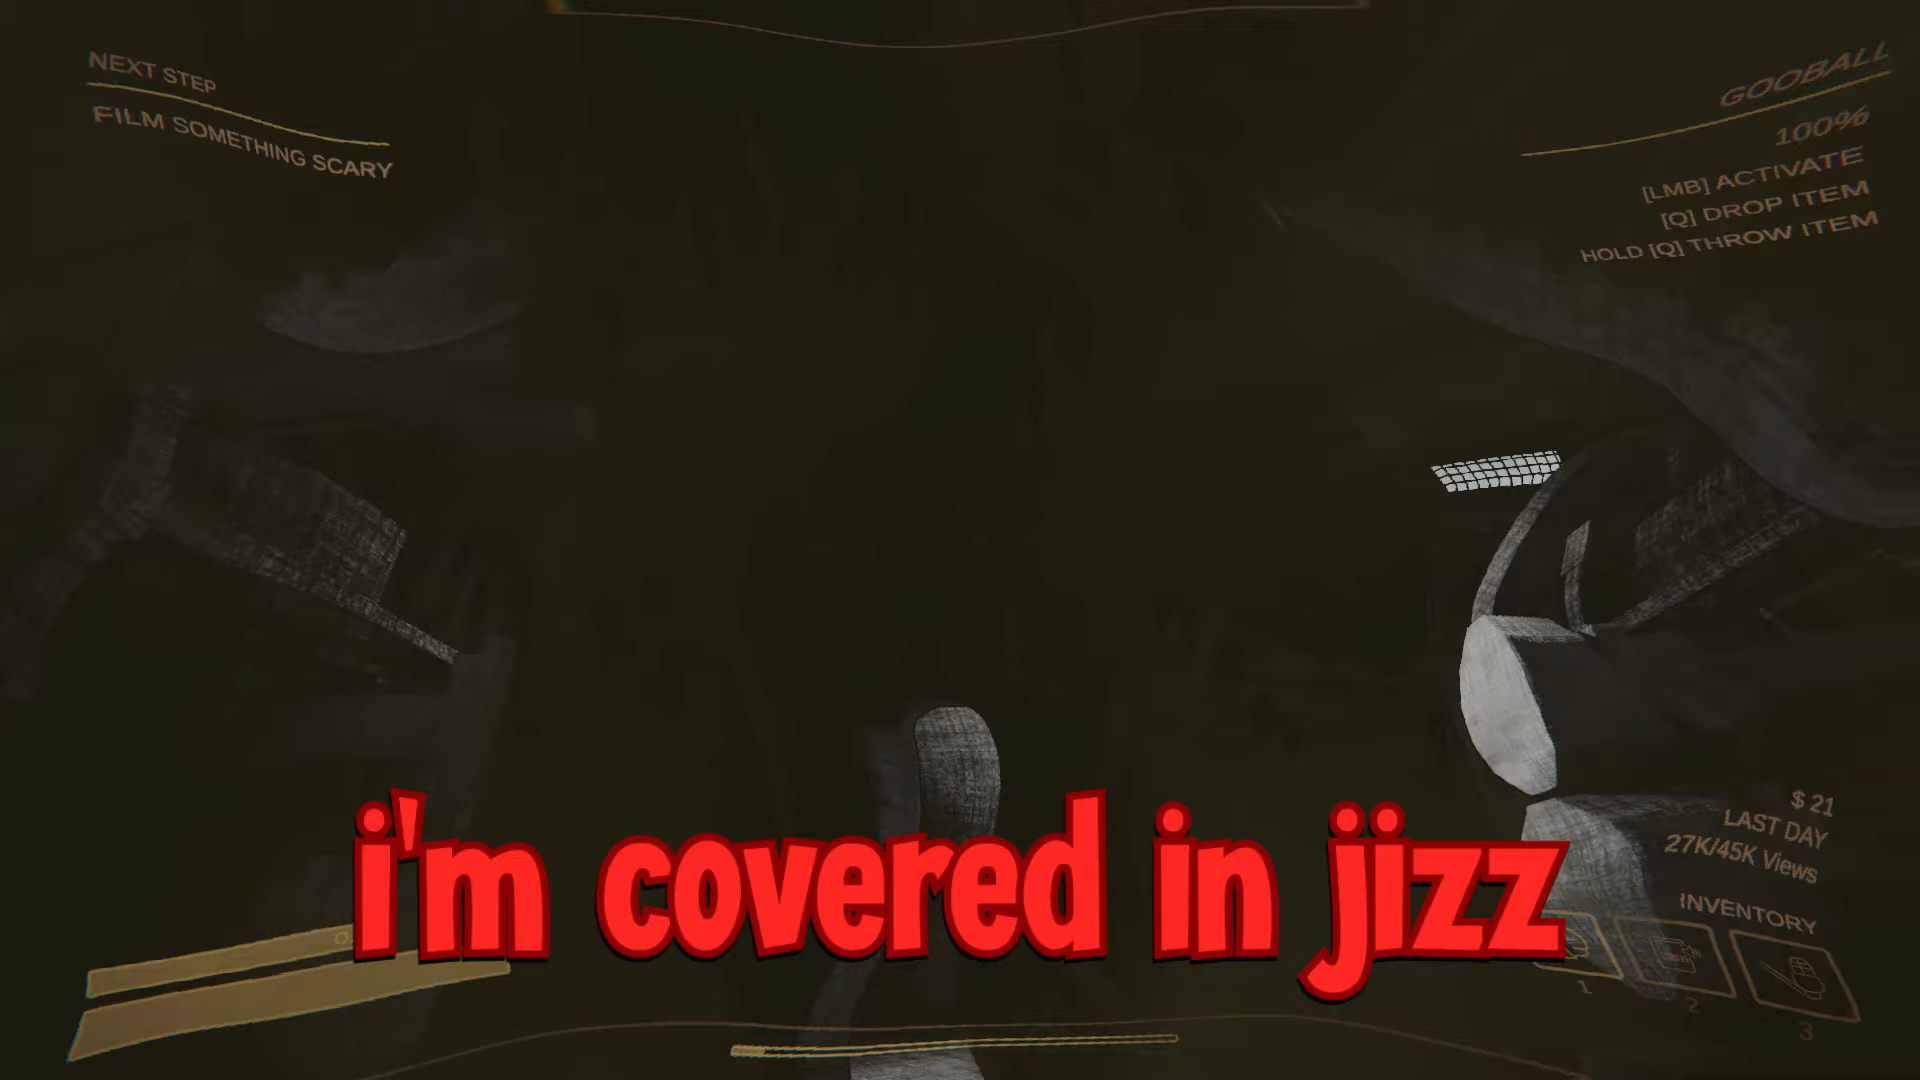 NEXT STEP
FILM SOMETHING SCARY
GOOBALL
100%
[LMB] ACTIVATE
[Q] DROP ITEM
HOLD [Q] THROW ITEM
i'm covered in jizz
$ 21
LAST DAY
27K/45K Views
INVENTORY
1
2
3